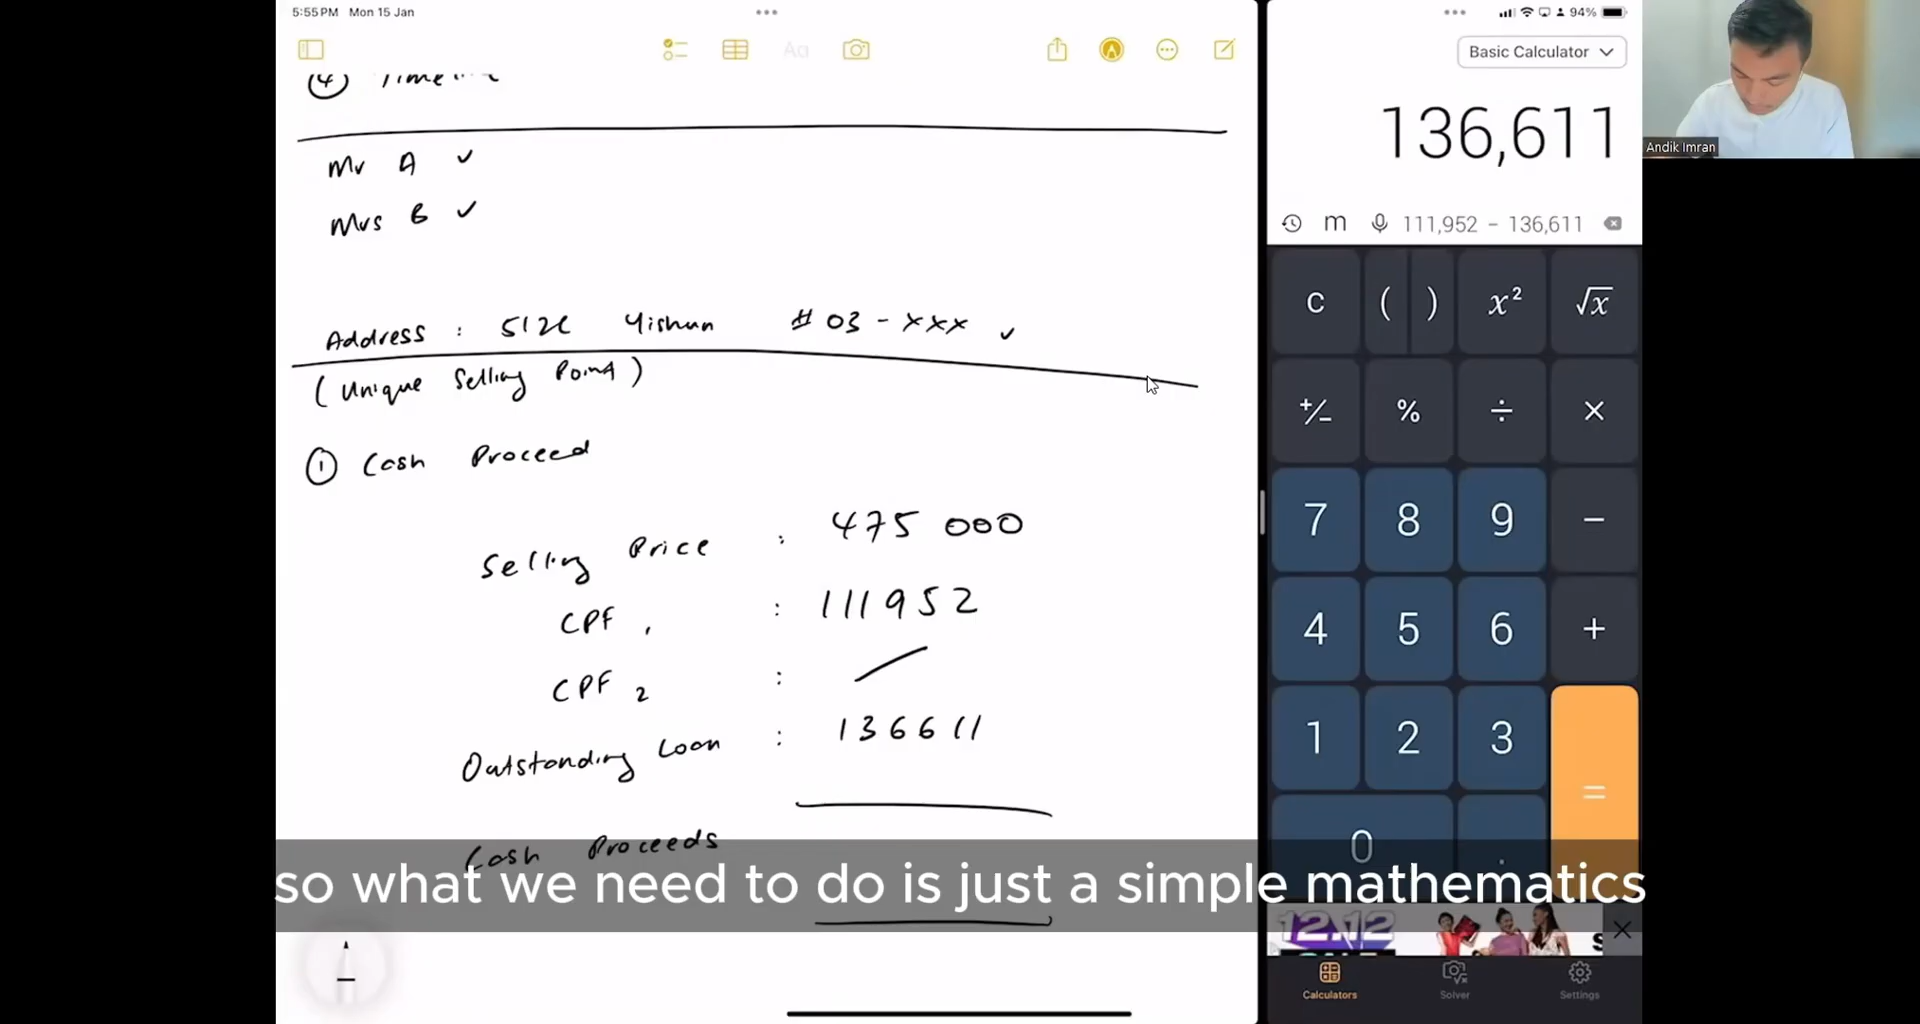 5:55 PM Mon 15 Jan
94%
Aa
Basic Calculator
136,611
Andik Imran
m 111,952 − 136,611
C ( ) x² √x
+/− % ÷ ×
7 8 9 −
4 5 6 +
1 2 3 =
0 .
(4)
Mr A ✓
Mrs B ✓
Address : 512C Yishun # 03 - XXX ✓
(Unique Selling Point)
① Cash Proceed
Selling Price : 475 000
CPF 1 : 111952
CPF 2 :
Outstanding Loan : 136611
Cash Proceeds
so what we need to do is just a simple mathematics
12.12
Calculators Solver Settings